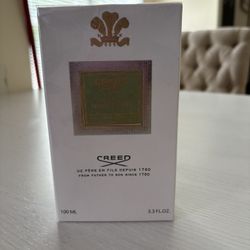 CREED
CREED
DE PÈRE EN FILS DEPUIS 1760
FROM FATHER TO SON SINCE 1760
100 ML
3.3 FL.OZ.